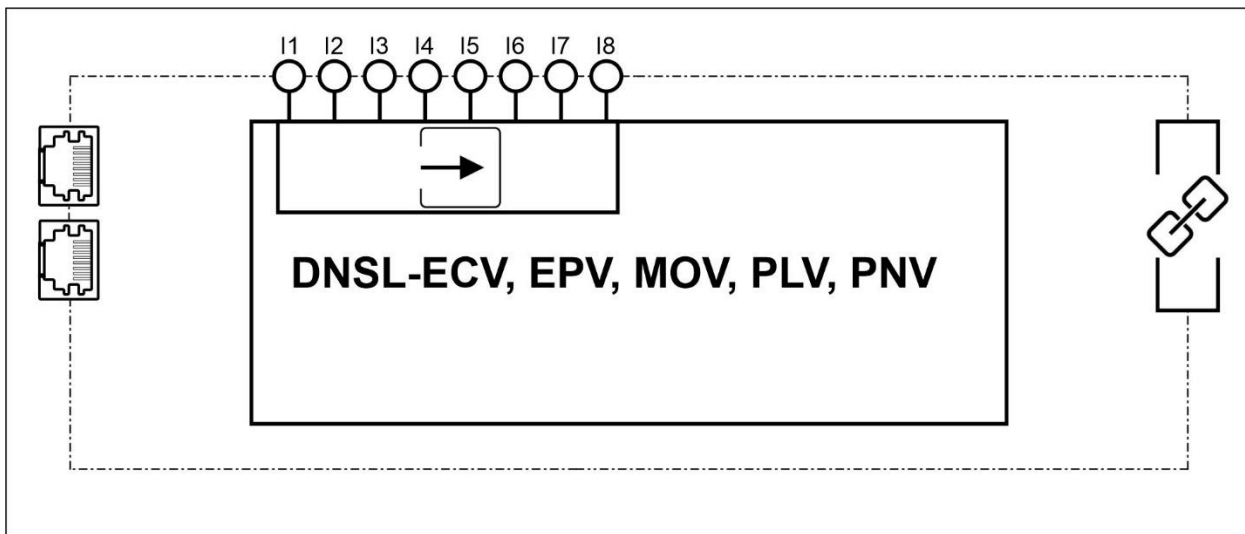 I1 I2 I3 I4 I5 I6 I7 I8
DNSL-ECV, EPV, MOV, PLV, PNV